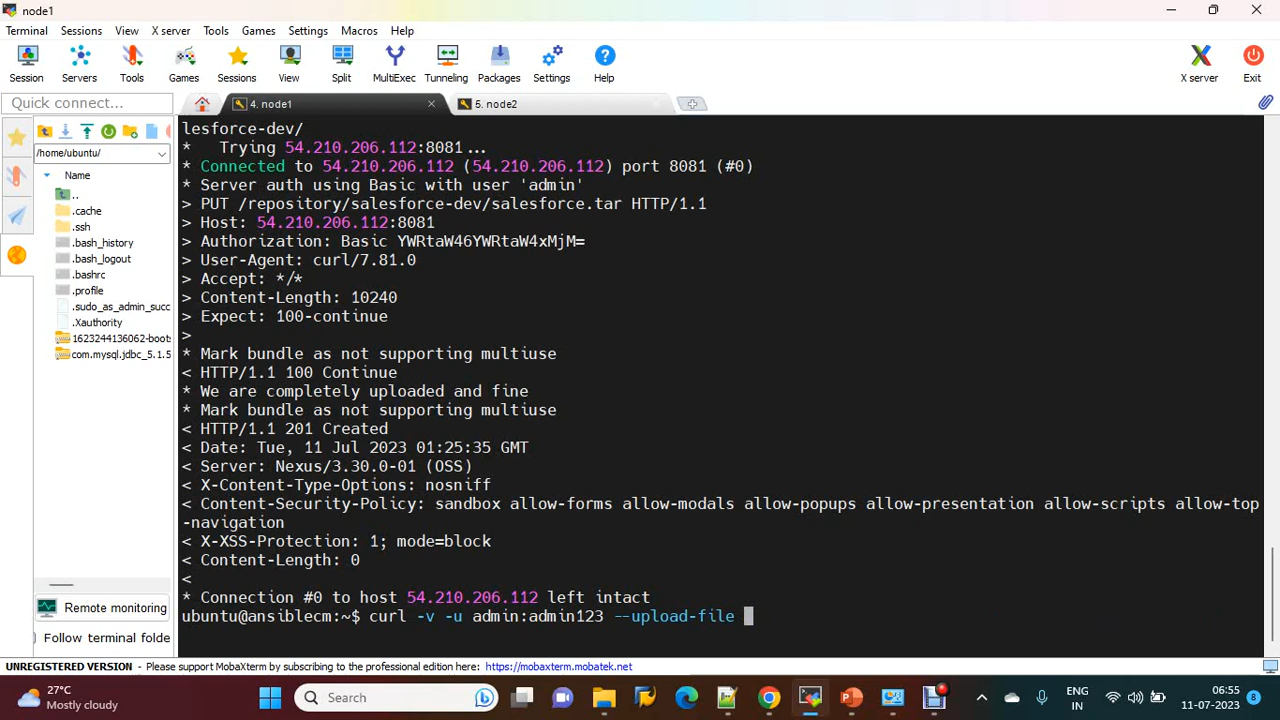 node1
Terminal Sessions View X server Tools Games Settings Macros Help
Session Servers Tools Games Sessions View Split MultiExec Tunneling Packages Settings Help X server Exit
Quick connect...
4. node1
5. node2
/home/ubuntu/
Name
..
.cache
.ssh
.bash_history
.bash_logout
.bashrc
.profile
.sudo_as_admin_succ
.Xauthority
1623244136062-boot
com.mysql.jdbc_5.1.5
Remote monitoring
Follow terminal folder
lesforce-dev/
*   Trying 54.210.206.112:8081...
* Connected to 54.210.206.112 (54.210.206.112) port 8081 (#0)
* Server auth using Basic with user 'admin'
> PUT /repository/salesforce-dev/salesforce.tar HTTP/1.1
> Host: 54.210.206.112:8081
> Authorization: Basic YWRtaW46YWRtaW4xMjM=
> User-Agent: curl/7.81.0
> Accept: */*
> Content-Length: 10240
> Expect: 100-continue
>
* Mark bundle as not supporting multiuse
< HTTP/1.1 100 Continue
* We are completely uploaded and fine
* Mark bundle as not supporting multiuse
< HTTP/1.1 201 Created
< Date: Tue, 11 Jul 2023 01:25:35 GMT
< Server: Nexus/3.30.0-01 (OSS)
< X-Content-Type-Options: nosniff
< Content-Security-Policy: sandbox allow-forms allow-modals allow-popups allow-presentation allow-scripts allow-top
-navigation
< X-XSS-Protection: 1; mode=block
< Content-Length: 0
<
* Connection #0 to host 54.210.206.112 left intact
ubuntu@ansiblecm:~$ curl -v -u admin:admin123 --upload-file
UNREGISTERED VERSION - Please support MobaXterm by subscribing to the professional edition here: https://mobaxterm.mobatek.net
27°C
Mostly cloudy
Search
ENG
IN
06:55
11-07-2023
8